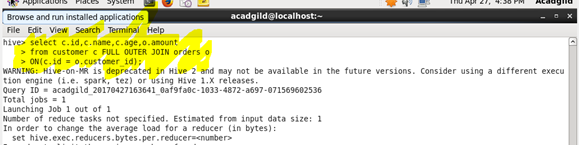 Applications Places System
Thu Apr 27, 4:38 PM Acadgild
Browse and run installed applications
acadgild@localhost:~
File Edit View Search Terminal Help
hive> select c.id,c.name,c.age,o.amount
> from customer c FULL OUTER JOIN orders o
> ON(c.id = o.customer_id);
WARNING: Hive-on-MR is deprecated in Hive 2 and may not be available in the future versions. Consider using a different execu
tion engine (i.e. spark, tez) or using Hive 1.X releases.
Query ID = acadgild_20170427163641_0af9fa0c-1033-4872-a697-071569602536
Total jobs = 1
Launching Job 1 out of 1
Number of reduce tasks not specified. Estimated from input data size: 1
In order to change the average load for a reducer (in bytes):
set hive.exec.reducers.bytes.per.reducer=<number>